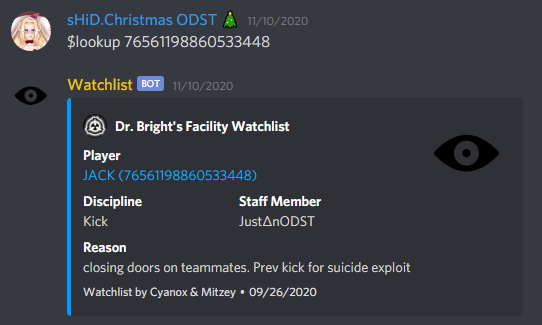 sHiD.Christmas ODST 🎄 11/10/2020
$lookup 76561198860533448
Watchlist BOT 11/10/2020
Dr. Bright's Facility Watchlist
Player
JACK (76561198860533448)
Discipline Staff Member
Kick JustΔnODST
Reason
closing doors on teammates. Prev kick for suicide exploit
Watchlist by Cyanox & Mitzey • 09/26/2020